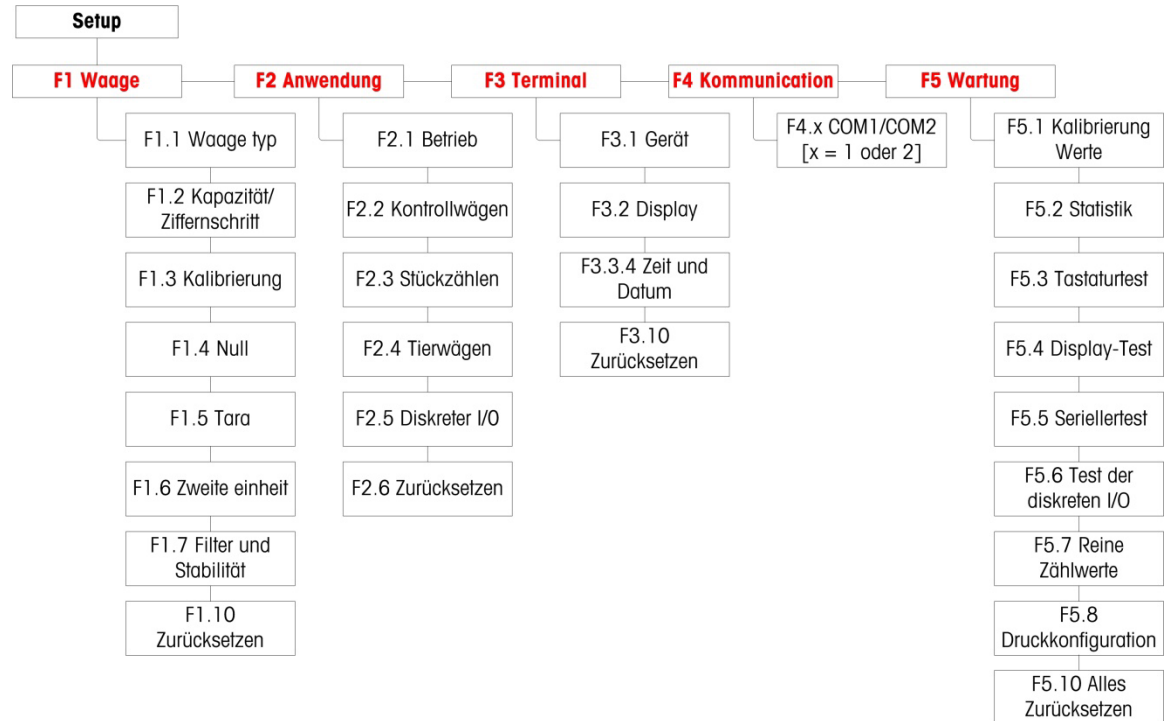 Setup
F1 Waage
F2 Anwendung
F3 Terminal
F4 Kommunication
F5 Wartung
F1.1 Waage typ
F1.2 Kapazität/
Ziffernschritt
F1.3 Kalibrierung
F1.4 Null
F1.5 Tara
F1.6 Zweite einheit
F1.7 Filter und
Stabilität
F1.10
Zurücksetzen
F2.1 Betrieb
F2.2 Kontrollwägen
F2.3 Stückzählen
F2.4 Tierwägen
F2.5 Diskreter I/O
F2.6 Zurücksetzen
F3.1 Gerät
F3.2 Display
F3.3.4 Zeit und
Datum
F3.10
Zurücksetzen
F4.x COM1/COM2
[x = 1 oder 2]
F5.1 Kalibrierung
Werte
F5.2 Statistik
F5.3 Tastaturtest
F5.4 Display-Test
F5.5 Seriellertest
F5.6 Test der
diskreten I/O
F5.7 Reine
Zählwerte
F5.8
Druckkonfiguration
F5.10 Alles
Zurücksetzen